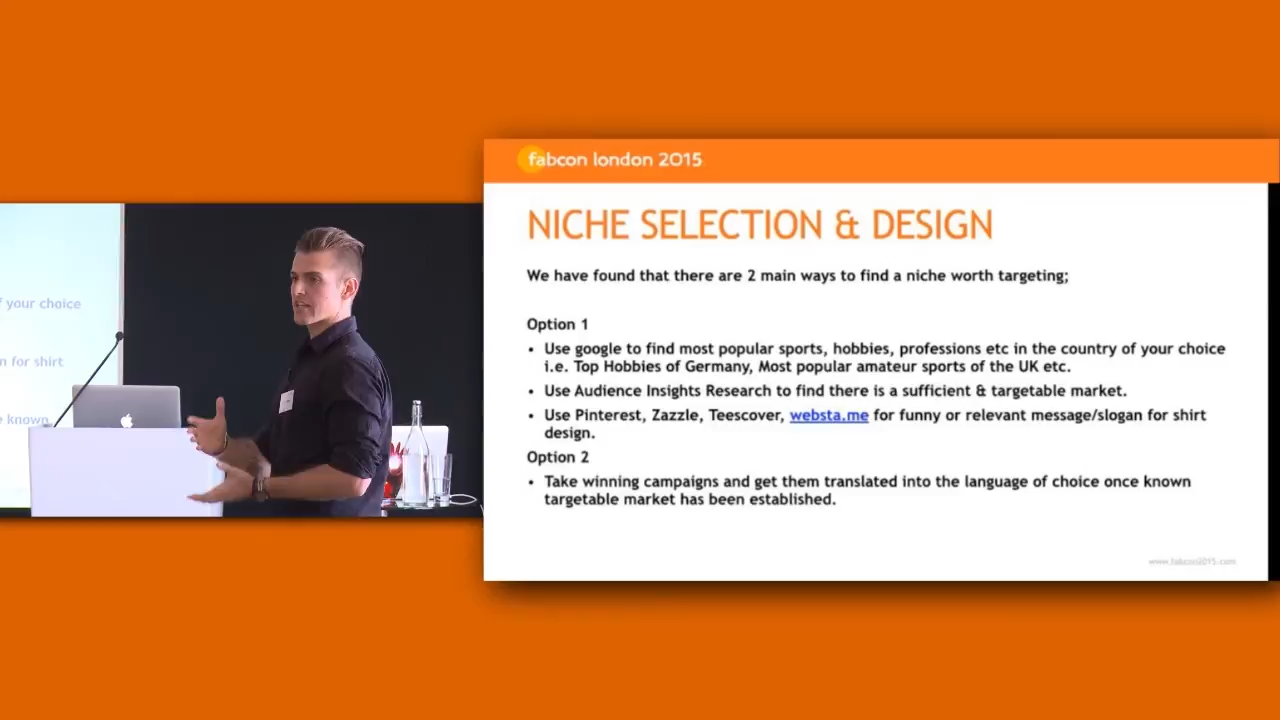 fabcon london 2015
NICHE SELECTION & DESIGN
We have found that there are 2 main ways to find a niche worth targeting;
Option 1
• Use google to find most popular sports, hobbies, professions etc in the country of your choice
i.e. Top Hobbies of Germany, Most popular amateur sports of the UK etc.
• Use Audience Insights Research to find there is a sufficient & targetable market.
• Use Pinterest, Zazzle, Teescover, websta.me for funny or relevant message/slogan for shirt
design.
Option 2
• Take winning campaigns and get them translated into the language of choice once known
targetable market has been established.
www.fabcon2015.com
f your choice
n for shirt
e known